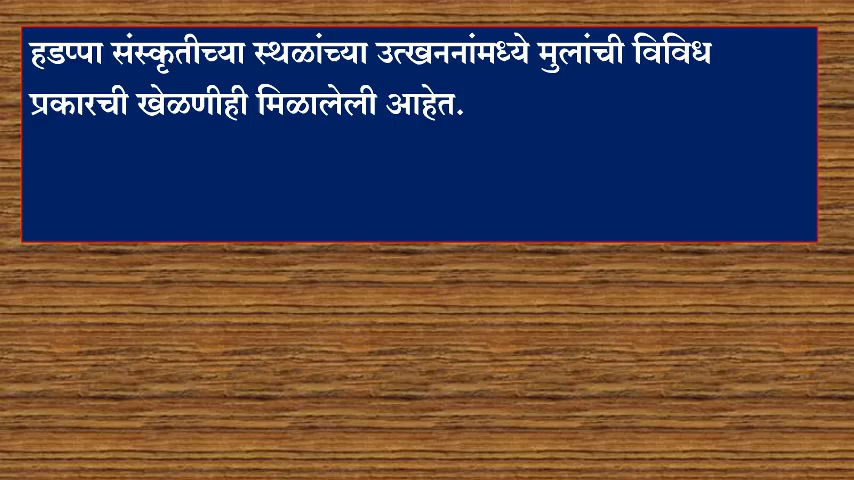 हडप्पा संस्कृतीच्या स्थळांच्या उत्खननांमध्ये मुलांची विविध
प्रकारची खेळणीही मिळालेली आहेत.